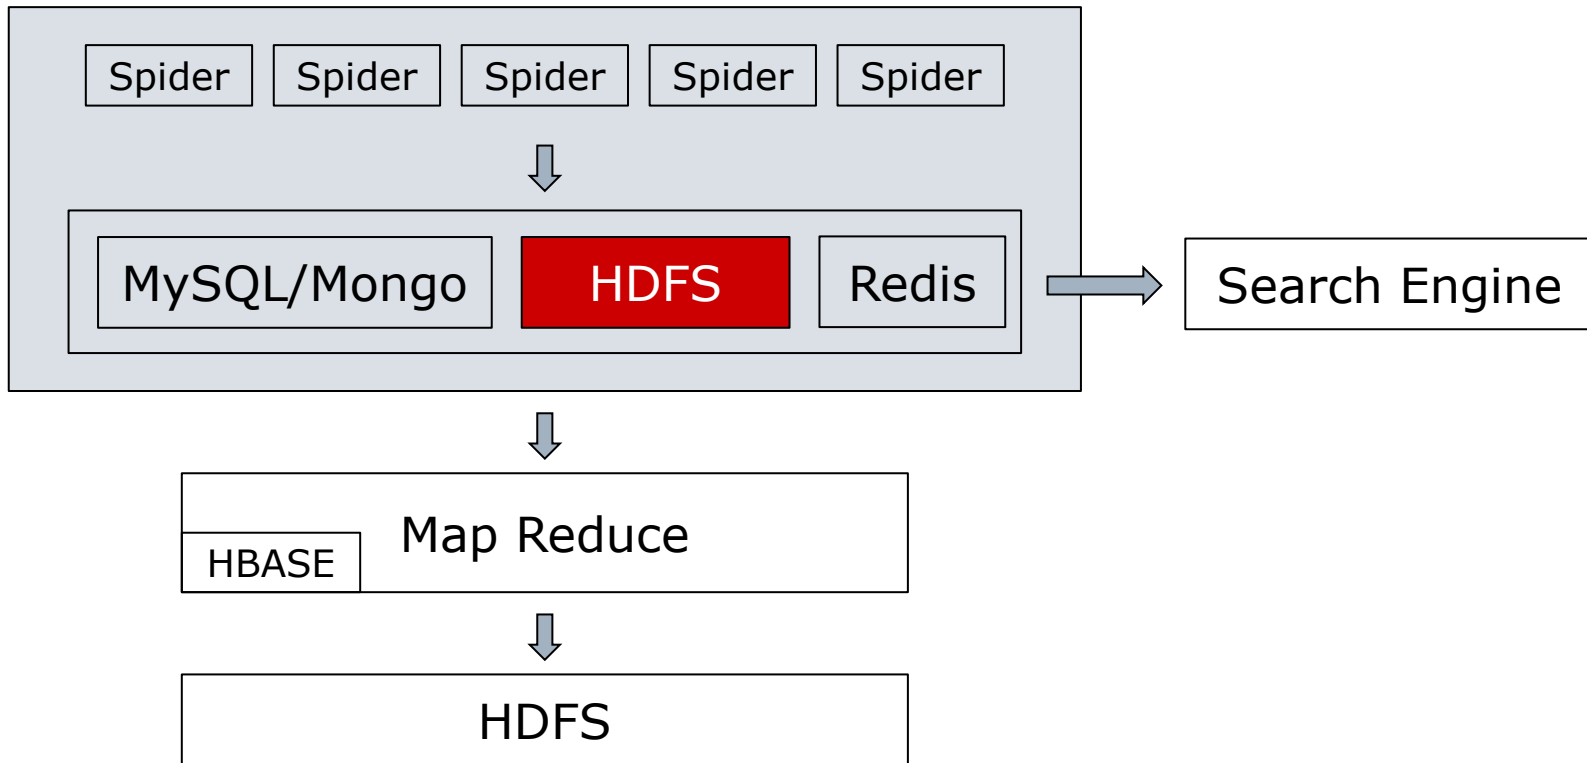 Spider Spider Spider Spider Spider
MySQL/Mongo HDFS Redis
Search Engine
Map Reduce
HBASE
HDFS